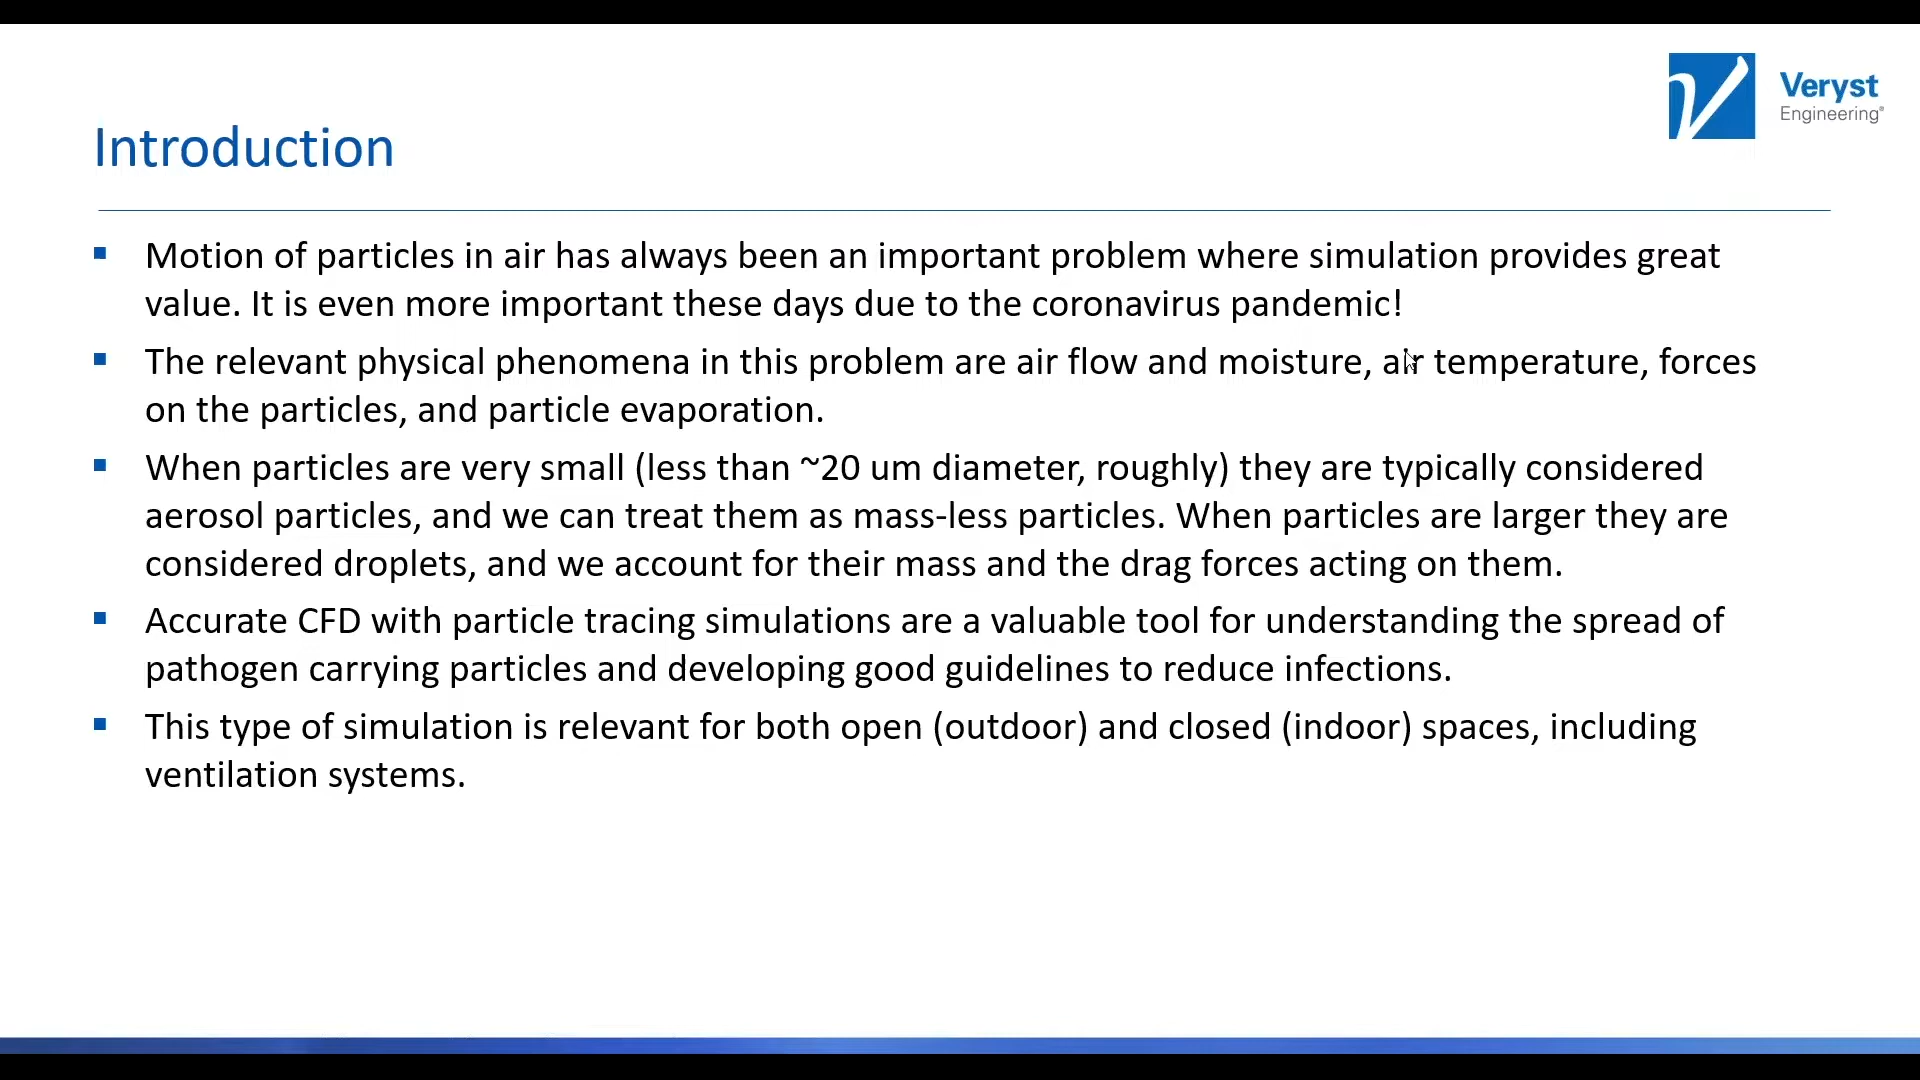 Veryst
Engineering®
Introduction
Motion of particles in air has always been an important problem where simulation provides great
value. It is even more important these days due to the coronavirus pandemic!
The relevant physical phenomena in this problem are air flow and moisture, air temperature, forces
on the particles, and particle evaporation.
When particles are very small (less than ~20 um diameter, roughly) they are typically considered
aerosol particles, and we can treat them as mass-less particles. When particles are larger they are
considered droplets, and we account for their mass and the drag forces acting on them.
Accurate CFD with particle tracing simulations are a valuable tool for understanding the spread of
pathogen carrying particles and developing good guidelines to reduce infections.
This type of simulation is relevant for both open (outdoor) and closed (indoor) spaces, including
ventilation systems.